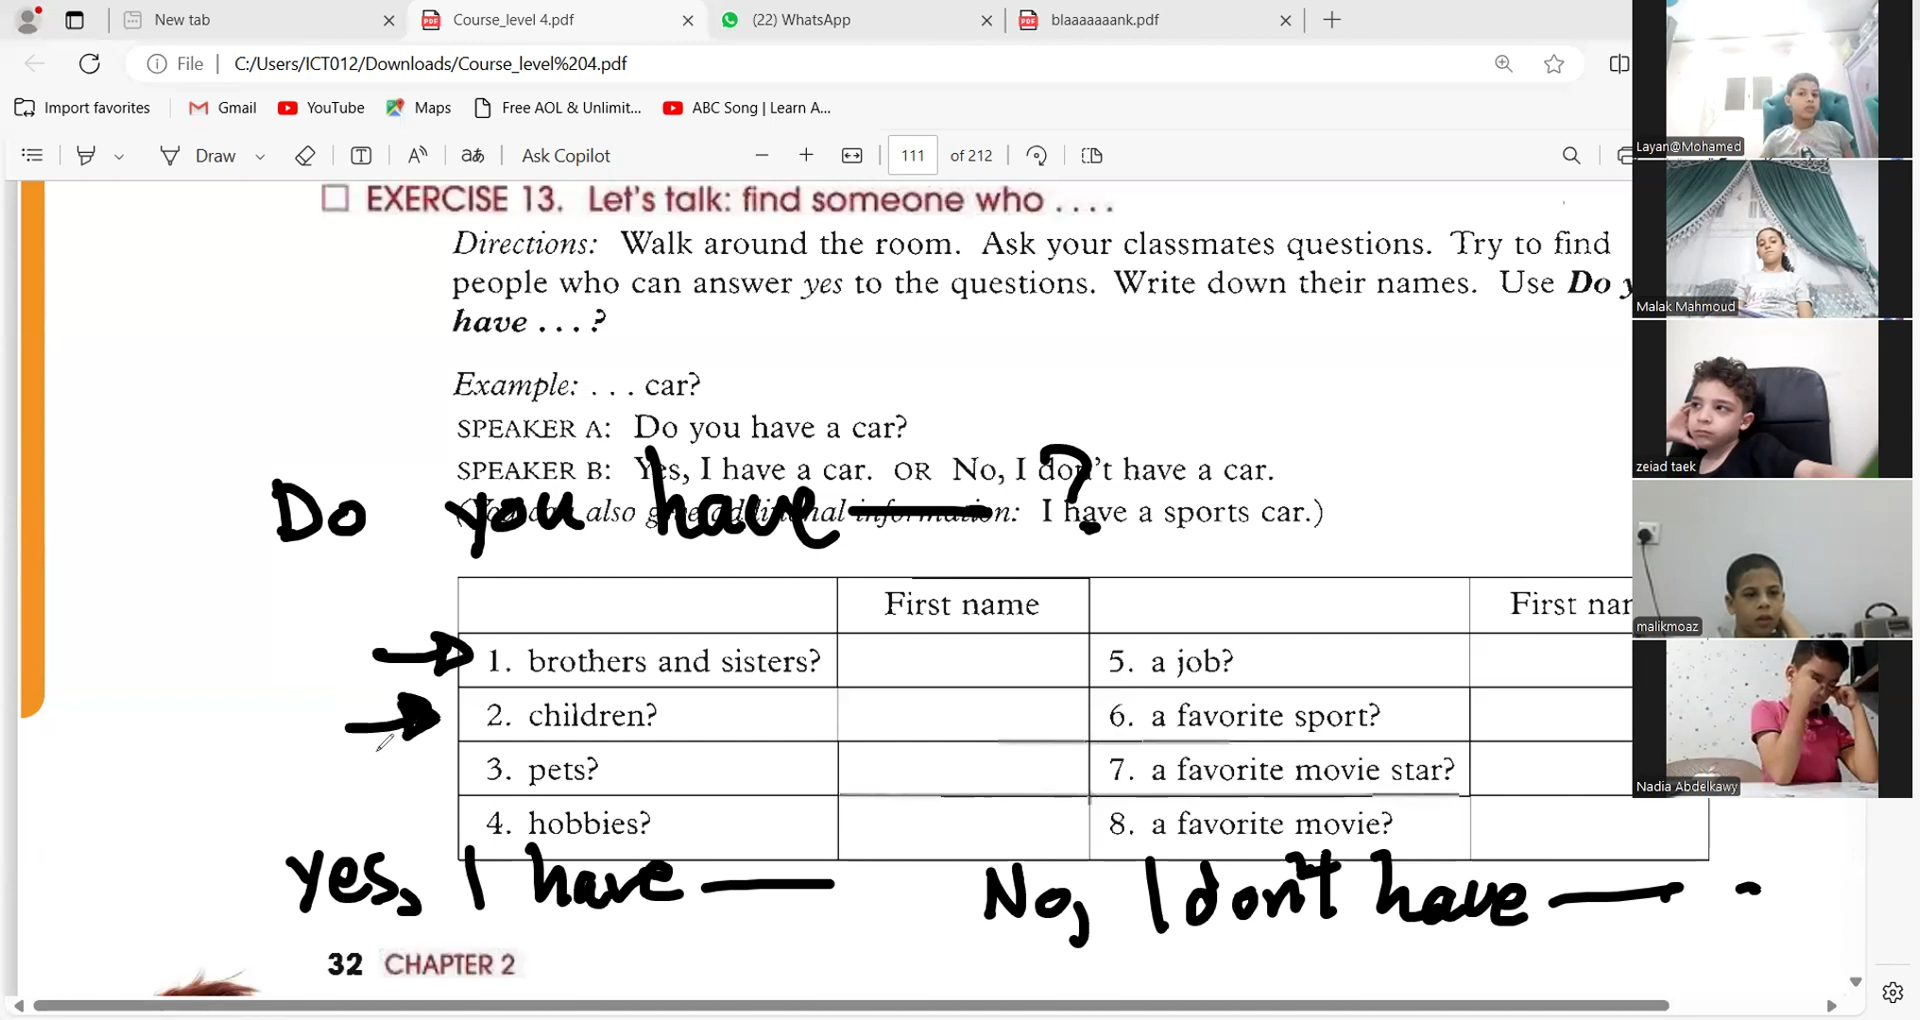 New tab
Course_level 4.pdf
(22) WhatsApp
blaaaaaaank.pdf
File
C:/Users/ICT012/Downloads/Course_level%204.pdf
Import favorites
Gmail
YouTube
Maps
Free AOL & Unlimit...
ABC Song | Learn A...
Draw
Ask Copilot
111
of 212
EXERCISE 13. Let's talk: find someone who . . . .
Directions: Walk around the room. Ask your classmates questions. Try to find
people who can answer yes to the questions. Write down their names. Use Do y
have . . . ?
Example: . . . car?
SPEAKER A: Do you have a car?
SPEAKER B: Yes, I have a car. OR No, I don't have a car.
(You can also give additional information: I have a sports car.)
Do you have — ?
First name
First nar
1. brothers and sisters?
5. a job?
2. children?
6. a favorite sport?
3. pets?
7. a favorite movie star?
4. hobbies?
8. a favorite movie?
yes, I have —
No, I don't have —
32 CHAPTER 2
Layan@Mohamed
Malak Mahmoud
zeiad taek
malikmoaz
Nadia Abdelkawy